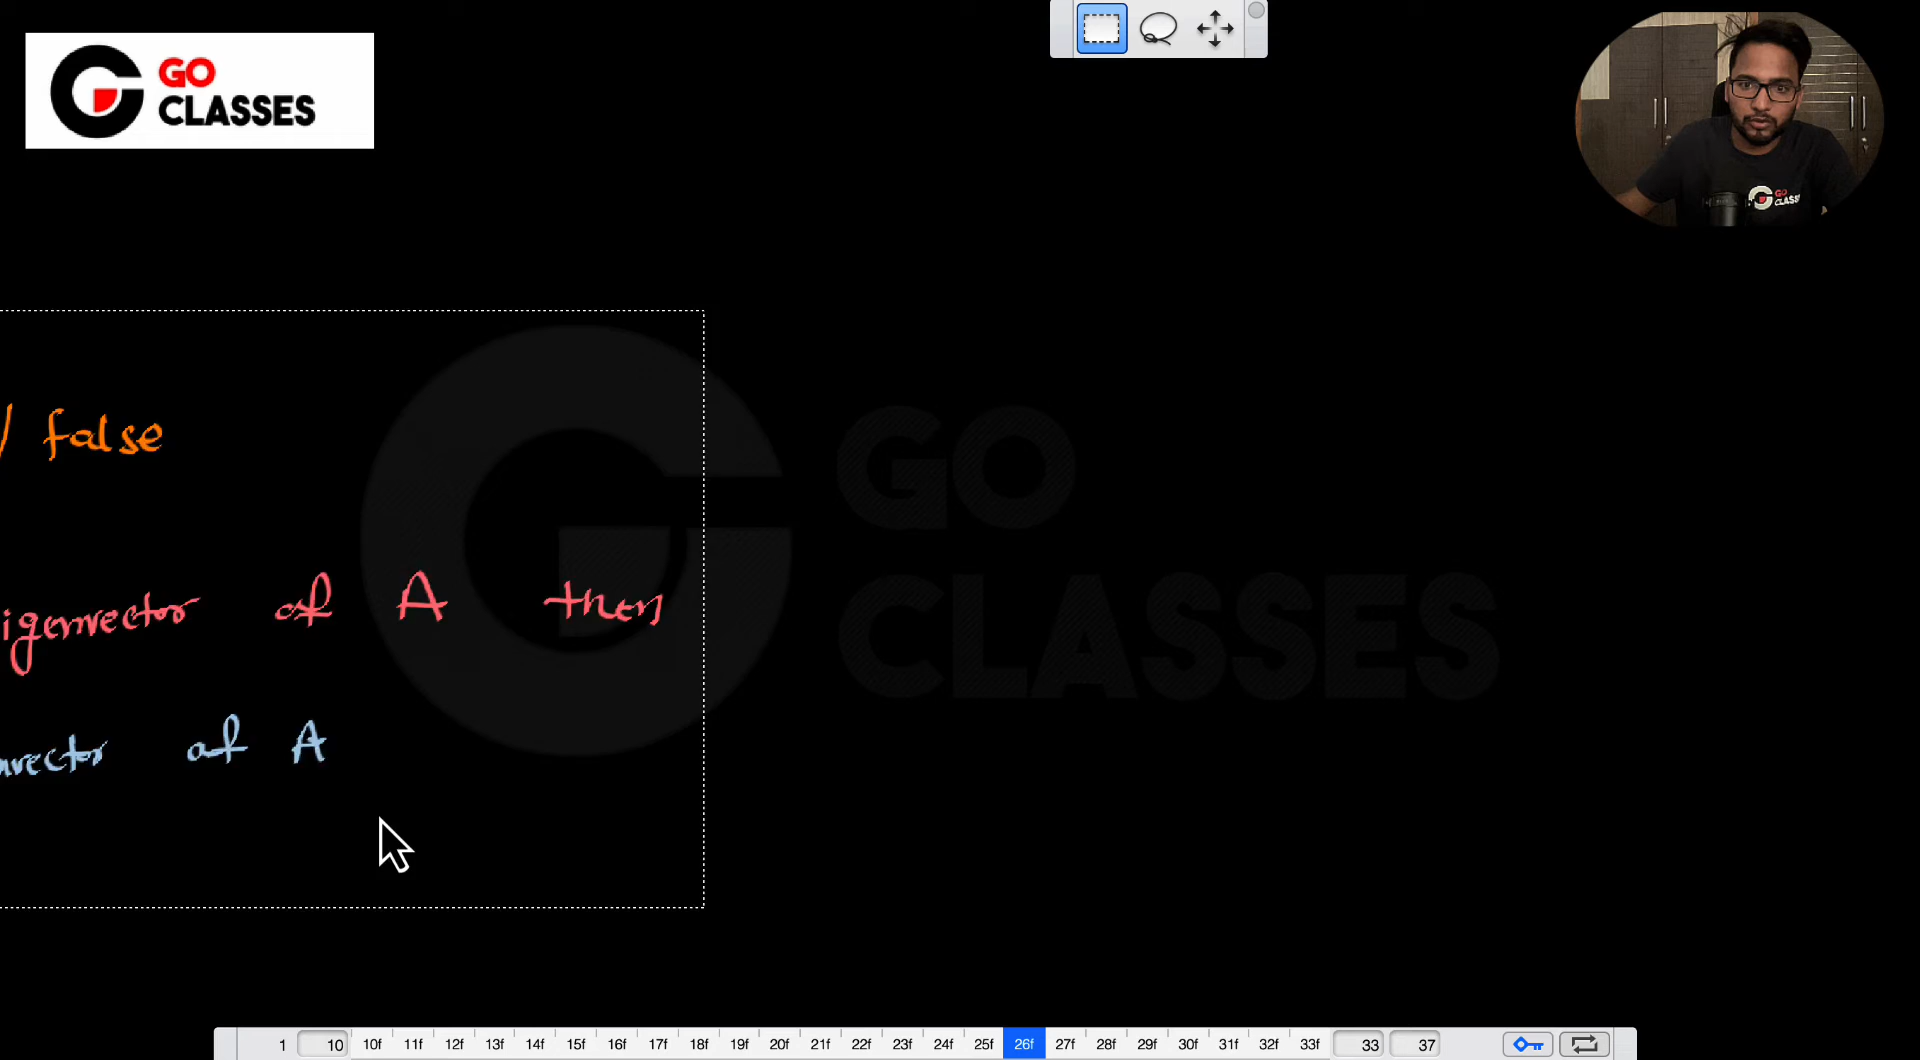 GO
CLASSES
GO
CLASS
/ false
GO
CLASSES
igenvector of A then
nvector of A
1 10 10f 11f 12f 13f 14f 15f 16f 17f 18f 19f 20f 21f 22f 23f 24f 25f 26f 27f 28f 29f 30f 31f 32f 33f 33 37